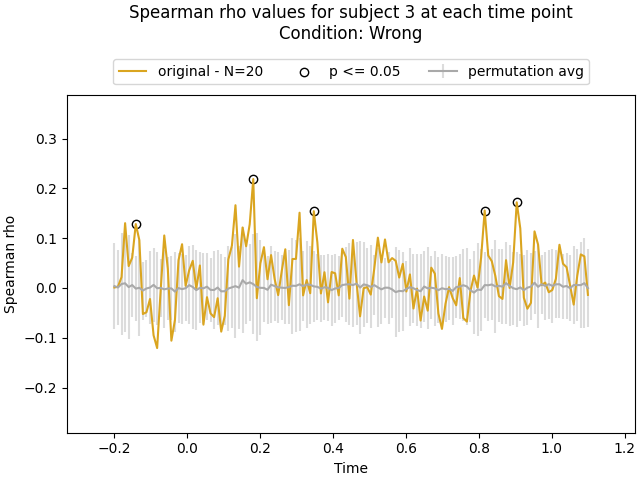 Spearman rho values for subject 3 at each time point
Condition: Wrong
original - N=20
p <= 0.05
permutation avg
0.3
0.2
0.1
0.0
−0.1
−0.2
Spearman rho
−0.2
0.0
0.2
0.4
0.6
0.8
1.0
1.2
Time